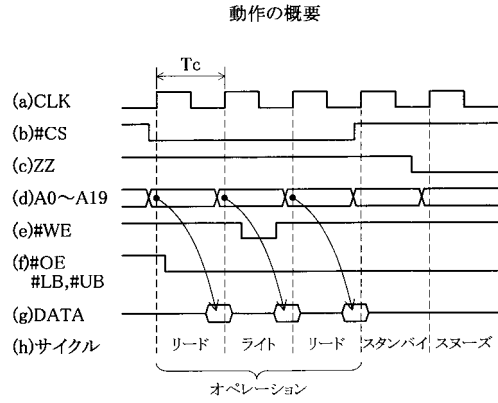 動作の概要
Tc
(a)CLK
(b)#CS
(c)ZZ
(d)A0～A19
(e)#WE
(f)#OE
#LB,#UB
(g)DATA
(h)サイクル
リード
ライト
リード
スタンバイ
スヌーズ
オペレーション